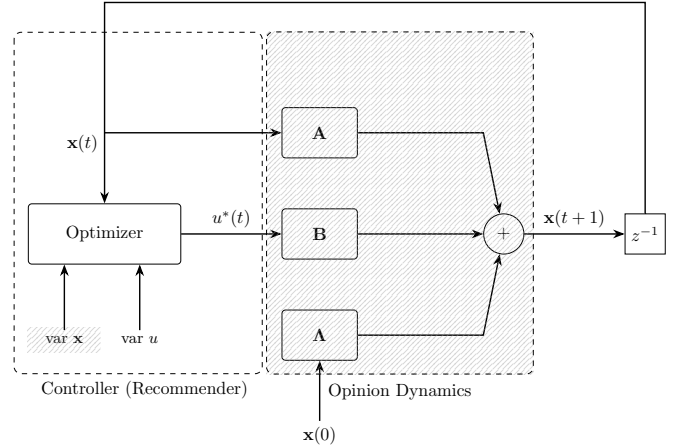 x(t)
A
Optimizer
u*(t)
B
+
x(t + 1)
z⁻¹
var x
var u
Λ
Controller (Recommender)
Opinion Dynamics
x(0)